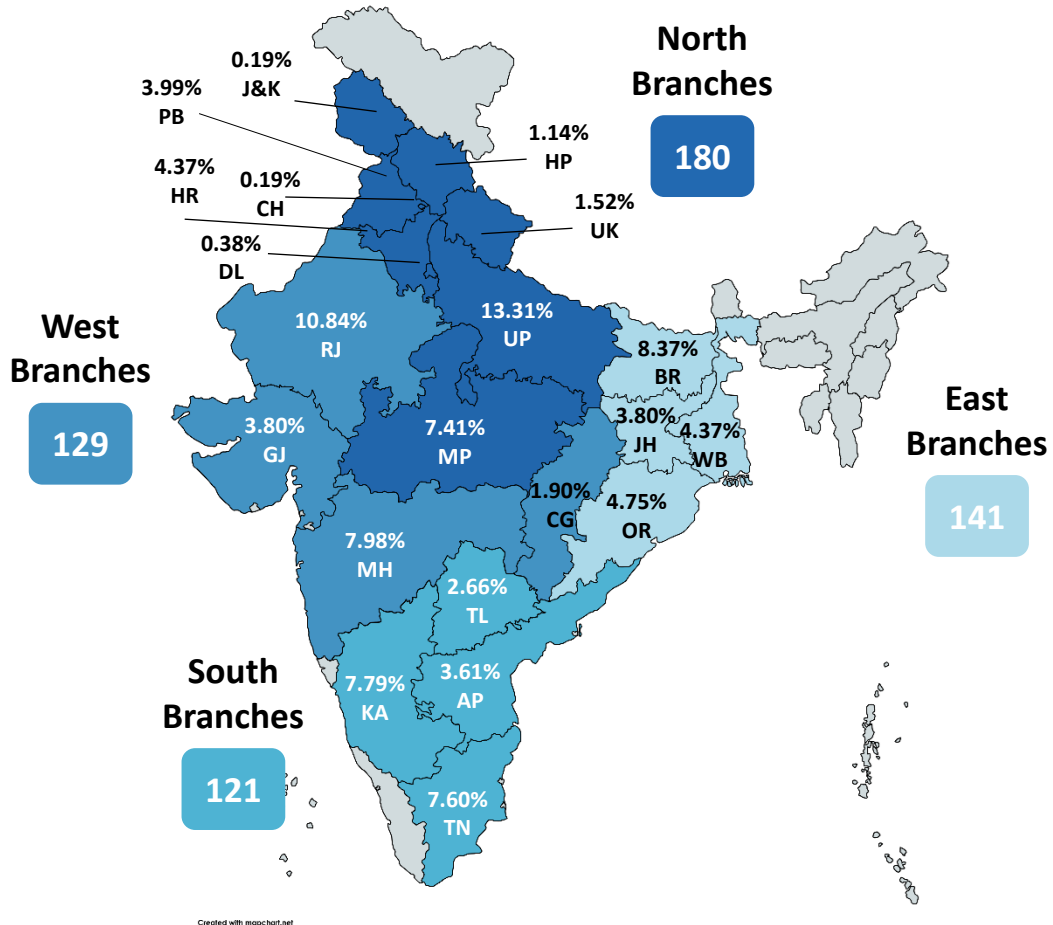 North
Branches
180
0.19%
J&K
3.99%
PB
1.14%
HP
4.37%
HR
0.19%
CH
1.52%
UK
0.38%
DL
West
Branches
129
10.84%
RJ
13.31%
UP
8.37%
BR
3.80%
GJ
7.41%
MP
3.80%
JH
4.37%
WB
East
Branches
141
1.90%
CG
4.75%
OR
7.98%
MH
2.66%
TL
South
Branches
121
7.79%
KA
3.61%
AP
7.60%
TN
Created with mapchart.net